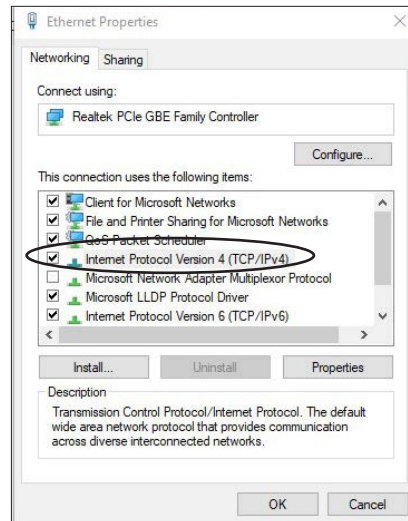 Ethernet Properties
Networking Sharing
Connect using:
Realtek PCIe GBE Family Controller
Configure...
This connection uses the following items:
Client for Microsoft Networks
File and Printer Sharing for Microsoft Networks
QoS Packet Scheduler
Internet Protocol Version 4 (TCP/IPv4)
Microsoft Network Adapter Multiplexor Protocol
Microsoft LLDP Protocol Driver
Internet Protocol Version 6 (TCP/IPv6)
Install... Uninstall Properties
Description
Transmission Control Protocol/Internet Protocol. The default
wide area network protocol that provides communication
across diverse interconnected networks.
OK Cancel